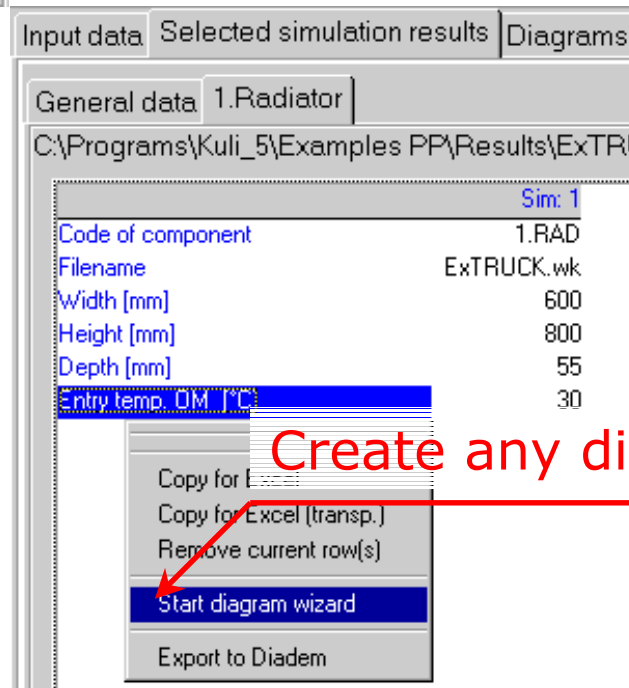 Input data Selected simulation results Diagrams
General data 1.Radiator
C:\Programs\Kuli_5\Examples PP\Results\ExTRU
Sim: 1
Code of component 1.RAD
Filename ExTRUCK.wk
Width [mm] 600
Height [mm] 800
Depth [mm] 55
Entry temp. OM [°C] 30
Create any di
Copy for Excel
Copy for Excel (transp.)
Remove current row(s)
Start diagram wizard
Export to Diadem